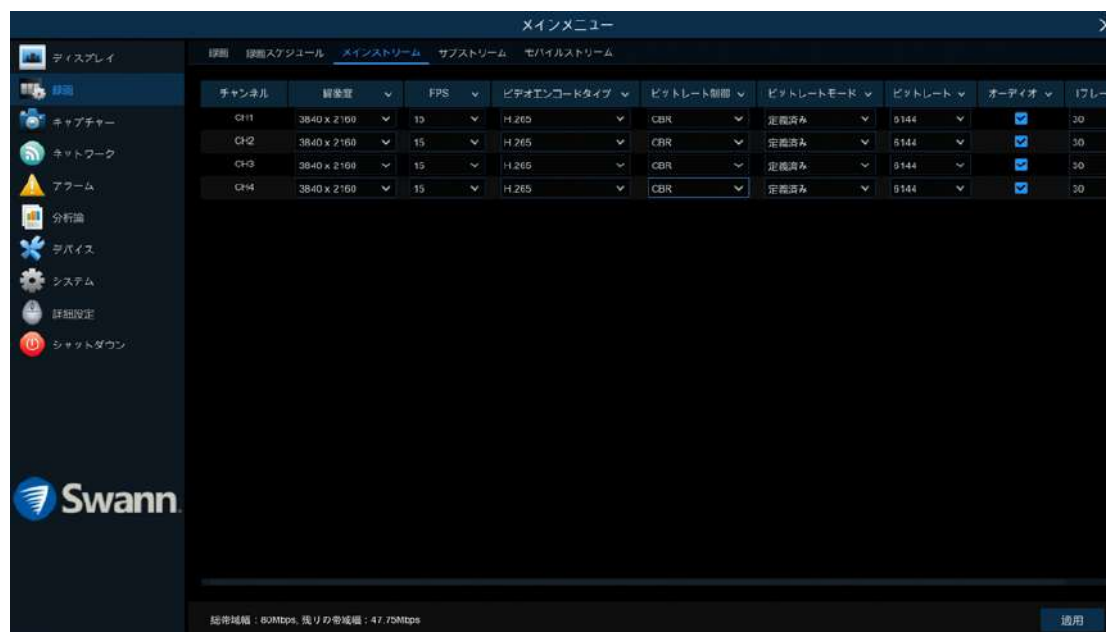 メインメニュー
ディスプレイ
録画
キャプチャー
ネットワーク
アラーム
分析論
デバイス
システム
詳細設定
シャットダウン
Swann
録画 録画スケジュール メインストリーム サブストリーム モバイルストリーム
チャンネル 解像度 FPS ビデオエンコードタイプ ビットレート制御 ビットレートモード ビットレート オーディオ Iフレー
CH1 3840 x 2160 15 H.265 CBR 定義済み 6144 30
CH2 3840 x 2160 15 H.265 CBR 定義済み 6144 30
CH3 3840 x 2160 15 H.265 CBR 定義済み 6144 30
CH4 3840 x 2160 15 H.265 CBR 定義済み 6144 30
総帯域幅 : 80Mbps, 残りの帯域幅 : 47.75Mbps
適用